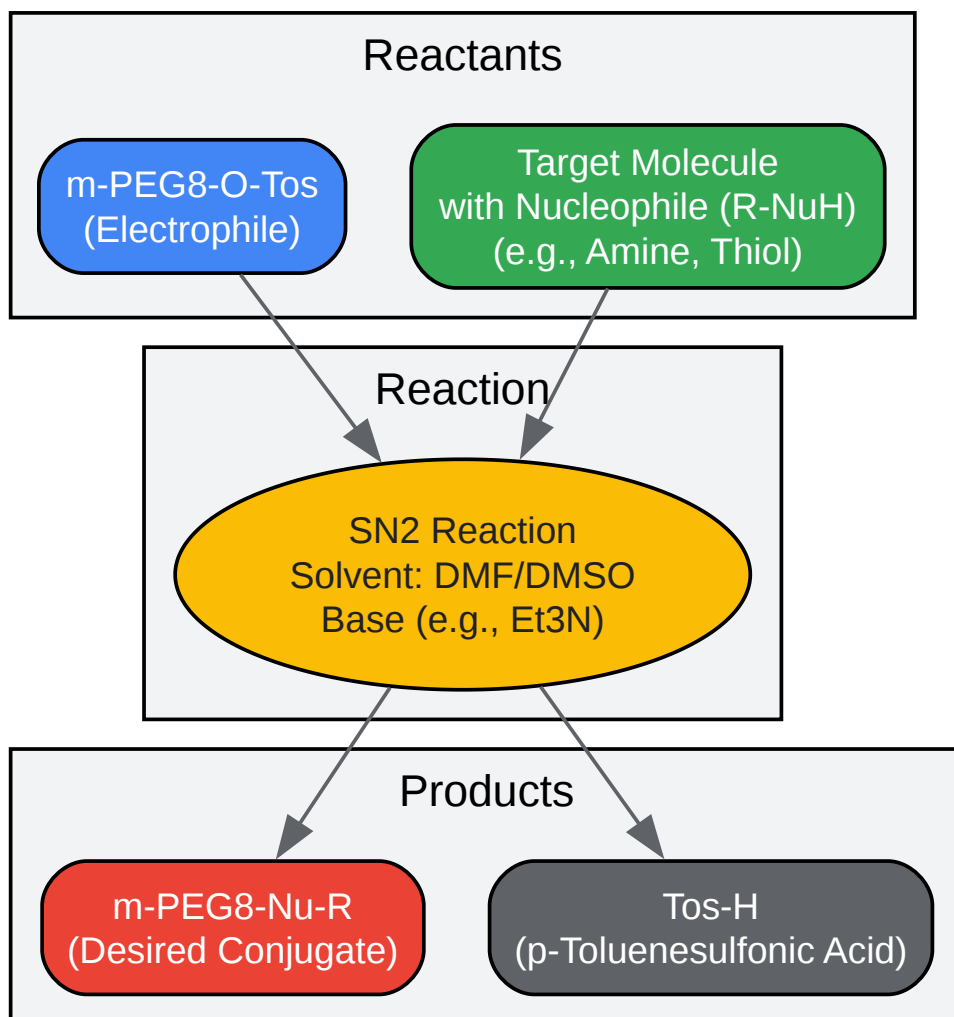 Reactants
m-PEG8-O-Tos
(Electrophile)
Target Molecule
with Nucleophile (R-NuH)
(e.g., Amine, Thiol)
Reaction
SN2 Reaction
Solvent: DMF/DMSO
Base (e.g., Et3N)
Products
m-PEG8-Nu-R
(Desired Conjugate)
Tos-H
(p-Toluenesulfonic Acid)